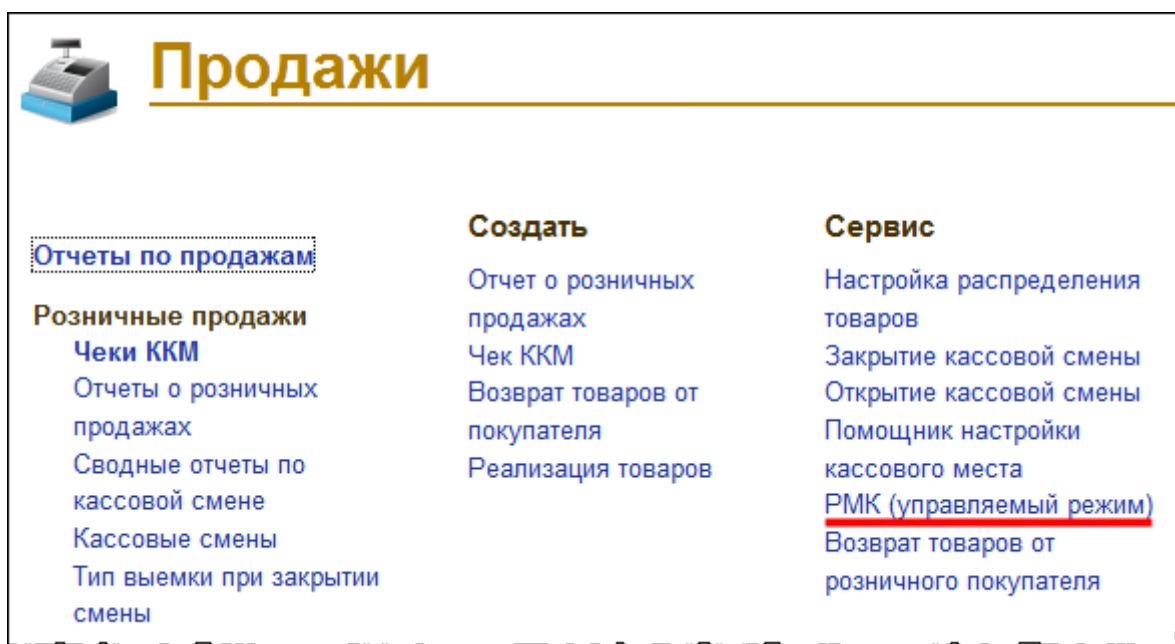 Продажи
Отчеты по продажам
Розничные продажи
Чеки ККМ
Отчеты о розничных
продажах
Сводные отчеты по
кассовой смене
Кассовые смены
Тип выемки при закрытии
смены
Создать
Отчет о розничных
продажах
Чек ККМ
Возврат товаров от
покупателя
Реализация товаров
Сервис
Настройка распределения
товаров
Закрытие кассовой смены
Открытие кассовой смены
Помощник настройки
кассового места
РМК (управляемый режим)
Возврат товаров от
розничного покупателя